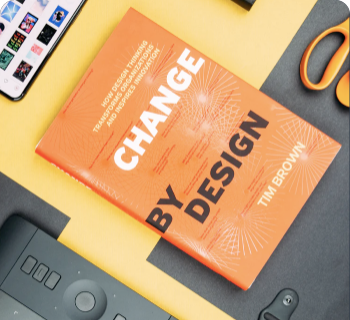 HOW DESIGN THINKING
TRANSFORMS ORGANIZATIONS
AND INSPIRES INNOVATION
CHANGE
BY
DESIGN
TIM BROWN